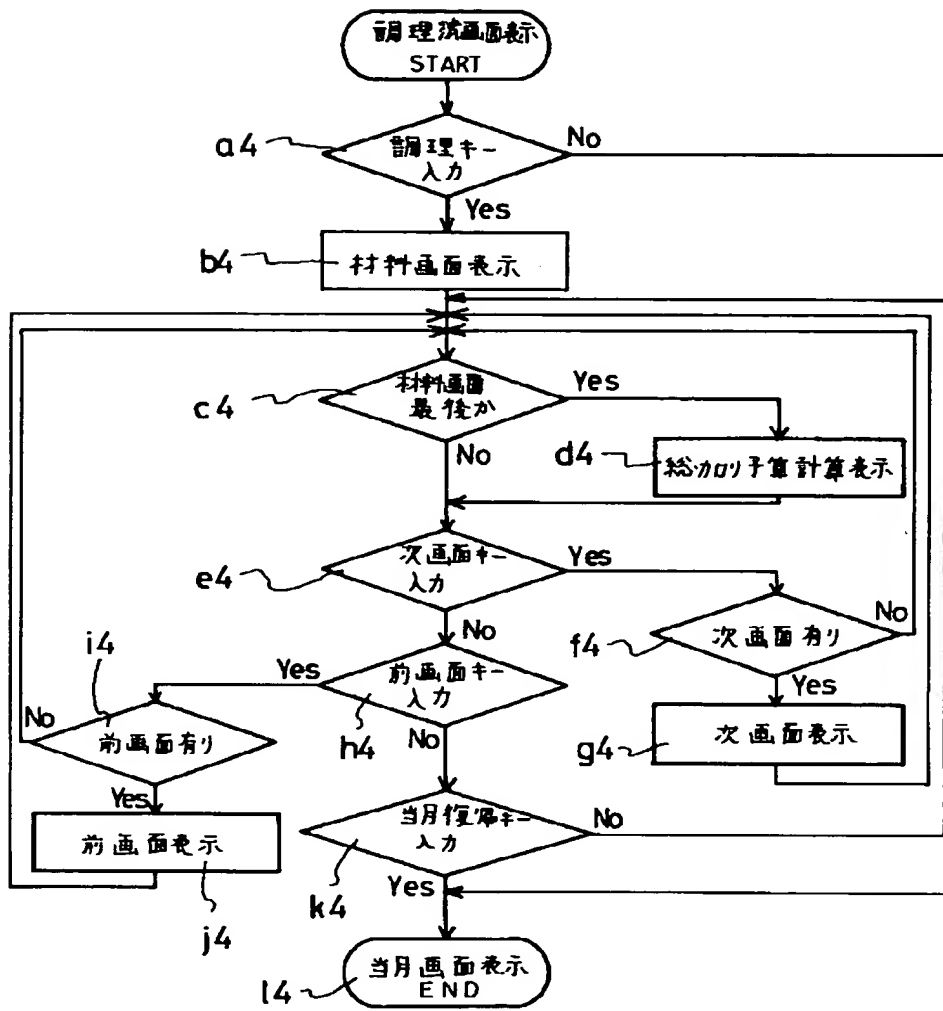 調理済画面表示
START
a4
調理キー
入力
No
Yes
b4
材料画面表示
c4
材料画面
最後か
Yes
No
d4
総カロリ予算計算表示
e4
次画面キー
入力
Yes
No
f4
次画面有り
No
Yes
g4
次画面表示
h4
前画面キー
入力
Yes
No
i4
前画面有り
No
Yes
j4
前画面表示
k4
当月復帰キー
入力
No
Yes
l4
当月画面表示
END